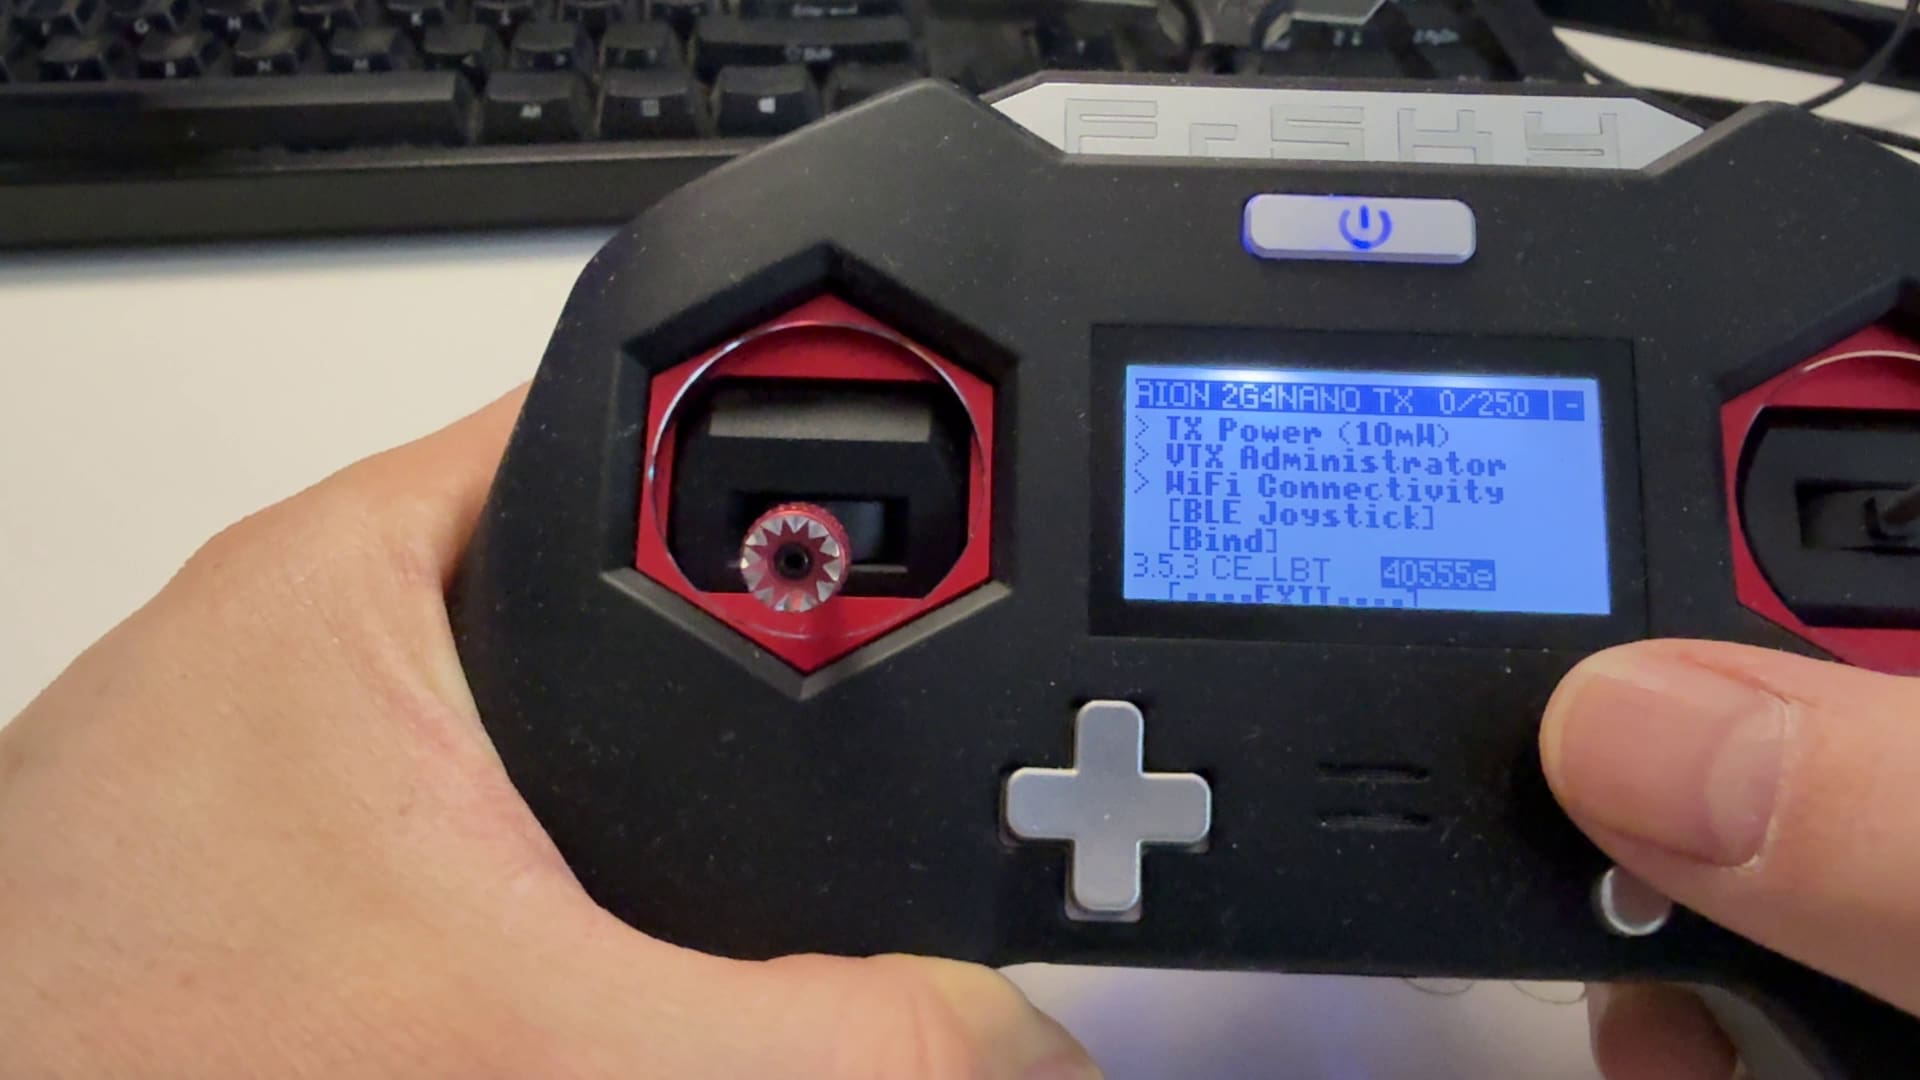 FrSKY
AION 2G4NANO TX 0/250 -
> TX Power (10mW)
> VTX Administrator
> WiFi Connectivity
[BLE Joystick]
[Bind]
3.5.3 CE_LBT 40555e
[----EXIT----]